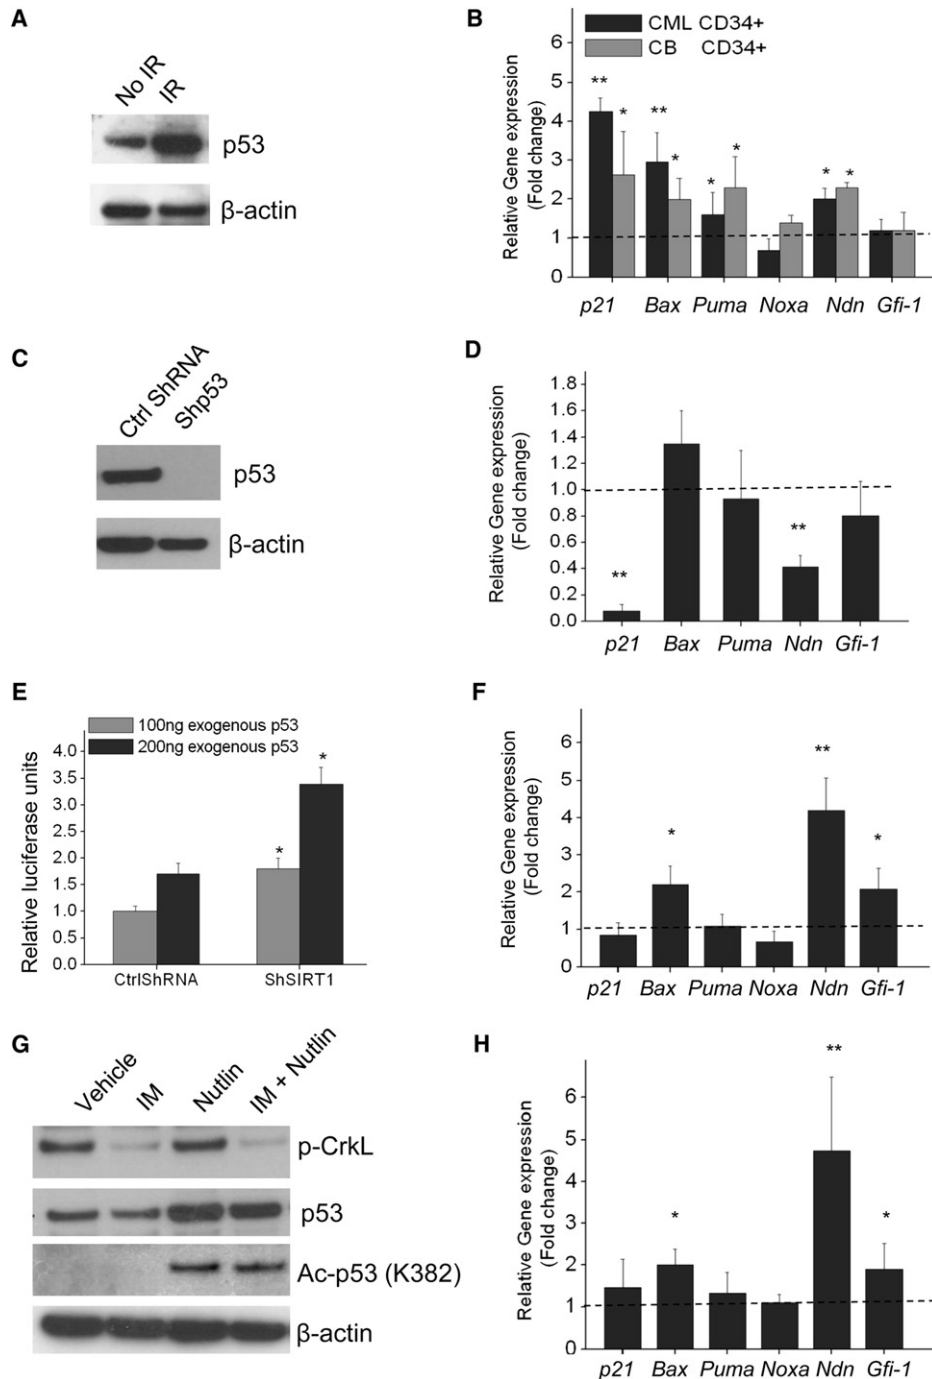 A
No IR
IR
p53
β-actin
B
CML CD34+
CB CD34+
Relative Gene expression
(Fold change)
6
5
4
3
2
1
0
**
*
**
*
*
*
*
*
p21 Bax Puma Noxa Ndn Gfi-1
C
Ctrl ShRNA
Shp53
p53
β-actin
D
Relative Gene expression
(Fold change)
1.8
1.6
1.4
1.2
1.0
0.8
0.6
0.4
0.2
0.0
**
**
p21 Bax Puma Ndn Gfi-1
E
100ng exogenous p53
200ng exogenous p53
Relative luciferase units
4.0
3.5
3.0
2.5
2.0
1.5
1.0
0.5
0.0
*
*
CtrlShRNA ShSIRT1
F
Relative Gene expression
(Fold change)
6
5
4
3
2
1
0
*
**
*
p21 Bax Puma Noxa Ndn Gfi-1
G
Vehicle
IM
Nutlin
IM + Nutlin
p-CrkL
p53
Ac-p53 (K382)
β-actin
H
Relative Gene expression
(Fold change)
6
5
4
2
1
0
*
**
*
p21 Bax Puma Noxa Ndn Gfi-1